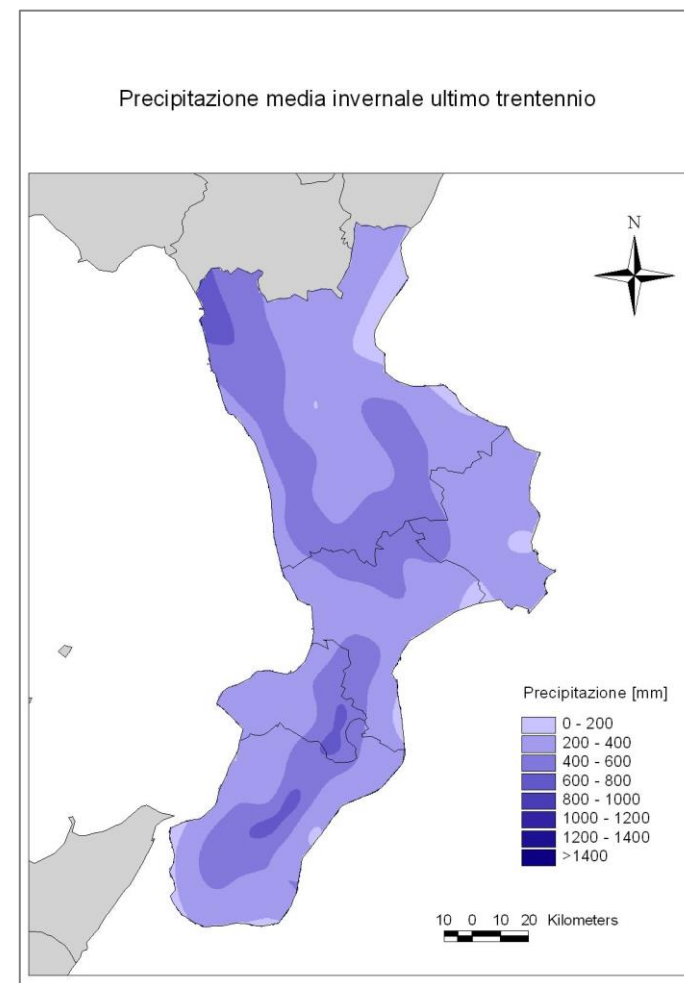 Precipitazione media invernale ultimo trentennio
N
Precipitazione [mm]
0 - 200
200 - 400
400 - 600
600 - 800
800 - 1000
1000 - 1200
1200 - 1400
>1400
10 0 10 20 Kilometers